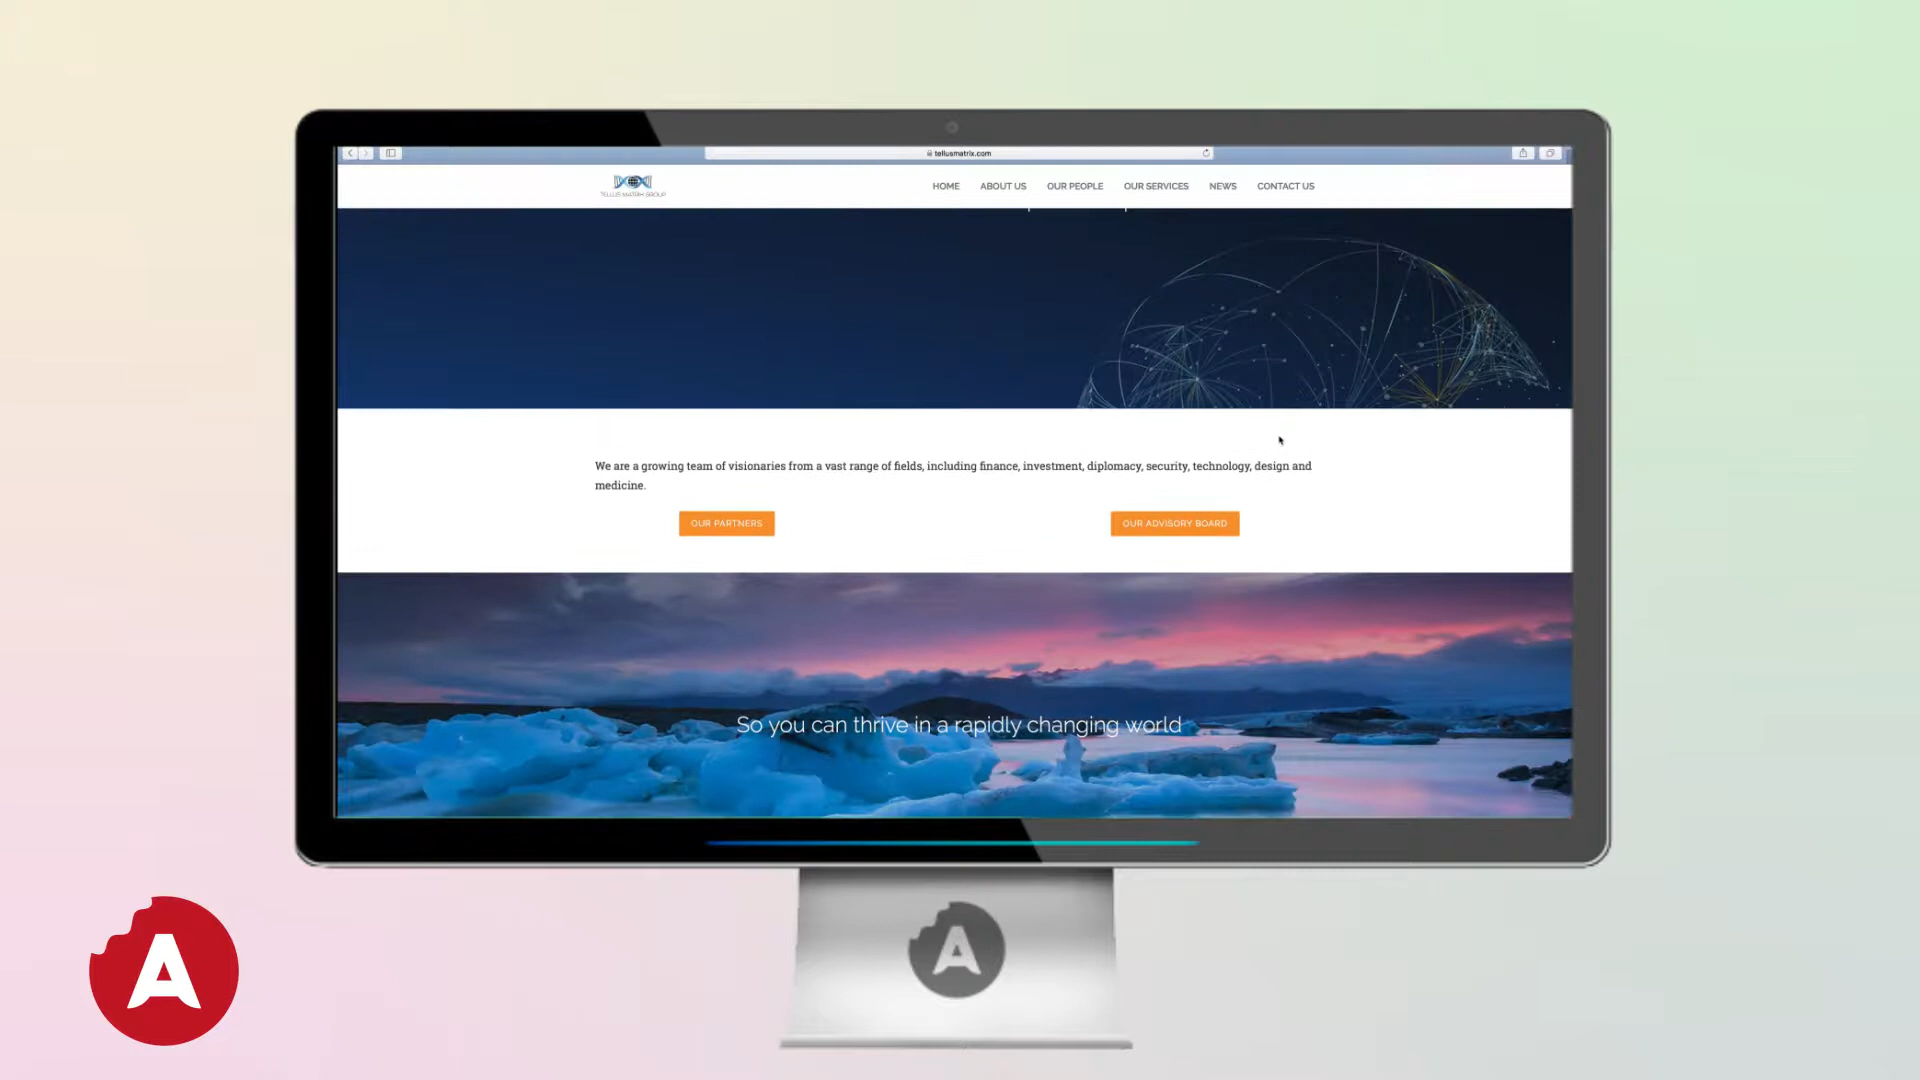 tellusmatrix.com
TELLUS MATRIX GROUP
HOME ABOUT US OUR PEOPLE OUR SERVICES NEWS CONTACT US
We are a growing team of visionaries from a vast range of fields, including finance, investment, diplomacy, security, technology, design and
medicine.
OUR PARTNERS OUR ADVISORY BOARD
So you can thrive in a rapidly changing world
A
A